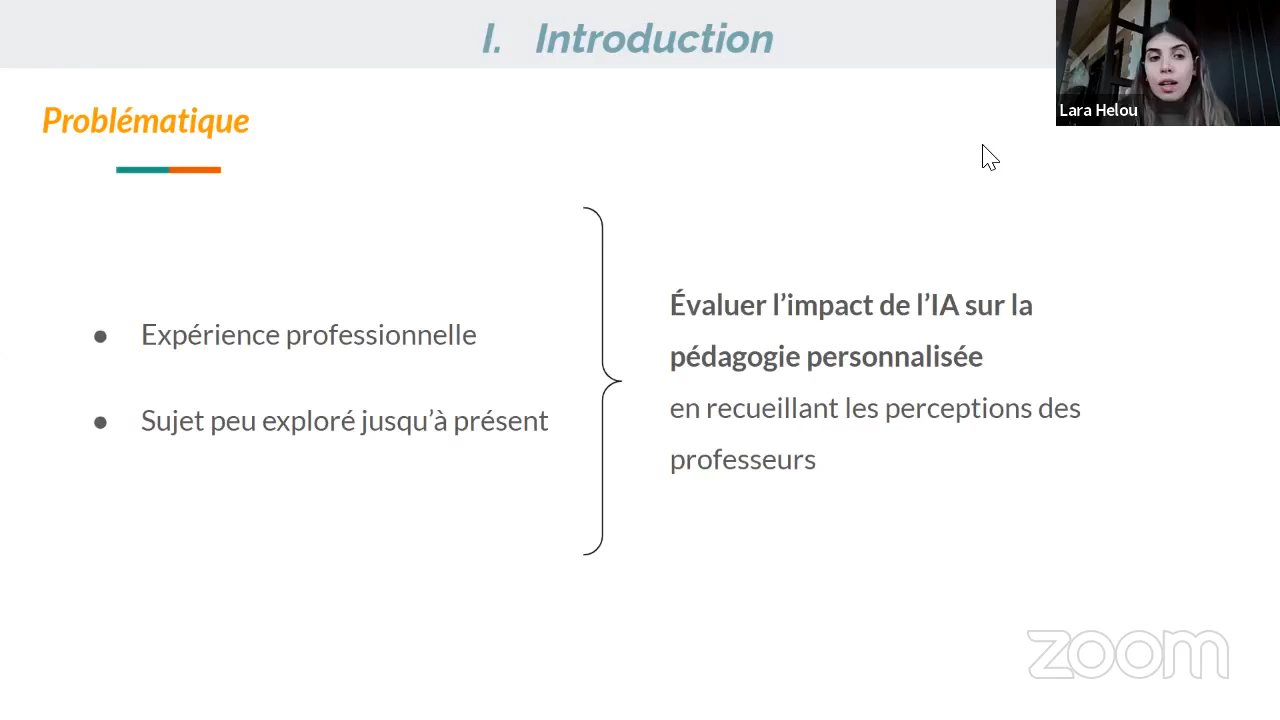 I. Introduction
Lara Helou
Problématique
● Expérience professionnelle
● Sujet peu exploré jusqu’à présent
Évaluer l’impact de l’IA sur la
pédagogie personnalisée
en recueillant les perceptions des
professeurs
zoom